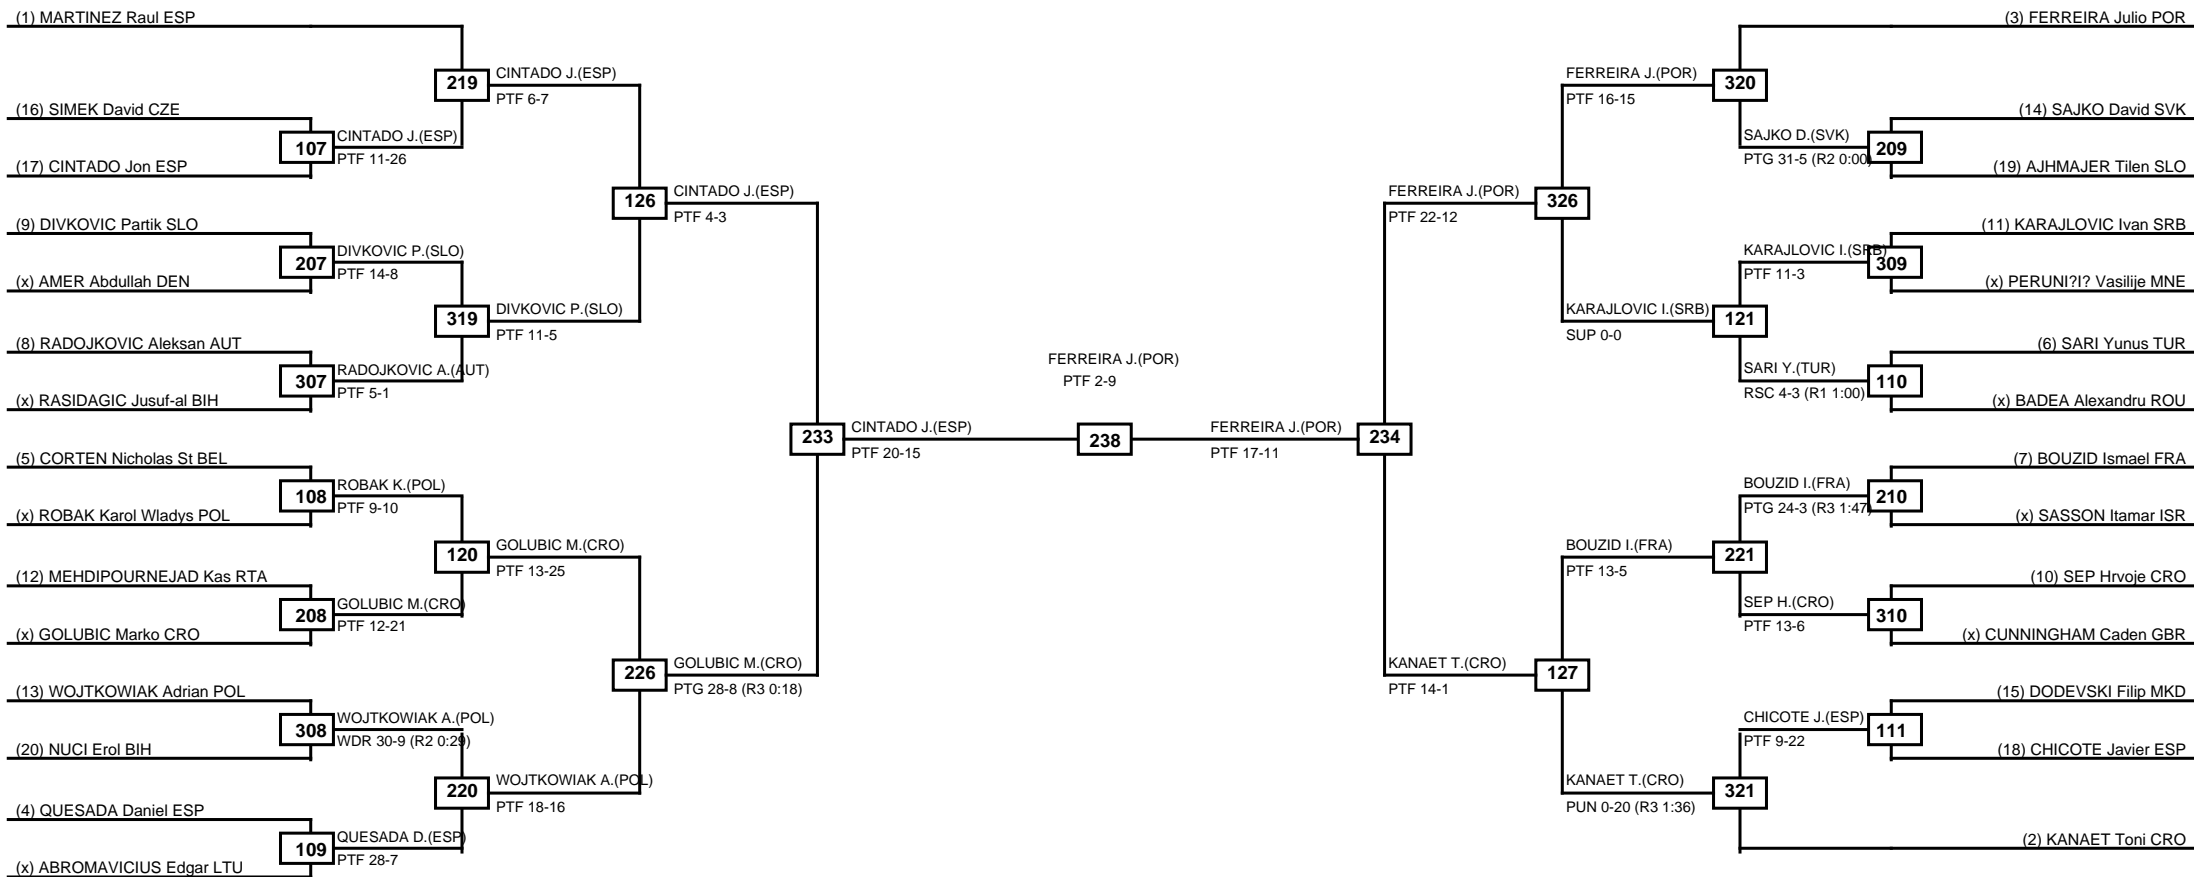 (1) MARTINEZ Raul ESP
(16) SIMEK David CZE
(17) CINTADO Jon ESP
(9) DIVKOVIC Partik SLO
(x) AMER Abdullah DEN
(8) RADOJKOVIC Aleksan AUT
(x) RASIDAGIC Jusuf-al BIH
(5) CORTEN Nicholas St BEL
(x) ROBAK Karol Wladys POL
(12) MEHDIPOURNEJAD Kas RTA
(x) GOLUBIC Marko CRO
(13) WOJTKOWIAK Adrian POL
(20) NUCI Erol BIH
(4) QUESADA Daniel ESP
(x) ABROMAVICIUS Edgar LTU
107
CINTADO J.(ESP)
PTF 11-26
207
DIVKOVIC P.(SLO)
PTF 14-8
307
RADOJKOVIC A.(AUT)
PTF 5-1
108
ROBAK K.(POL)
PTF 9-10
208
GOLUBIC M.(CRO)
PTF 12-21
308
WOJTKOWIAK A.(POL)
WDR 30-9 (R2 0:29)
109
QUESADA D.(ESP)
PTF 28-7
219
CINTADO J.(ESP)
PTF 6-7
319
DIVKOVIC P.(SLO)
PTF 11-5
120
GOLUBIC M.(CRO)
PTF 13-25
220
WOJTKOWIAK A.(POL)
PTF 18-16
126
CINTADO J.(ESP)
PTF 4-3
226
GOLUBIC M.(CRO)
PTG 28-8 (R3 0:18)
233
CINTADO J.(ESP)
PTF 20-15
FERREIRA J.(POR)
PTF 2-9
238
FERREIRA J.(POR)
PTF 17-11
234
FERREIRA J.(POR)
PTF 22-12
326
KANAET T.(CRO)
PTF 14-1
127
FERREIRA J.(POR)
PTF 16-15
320
KARAJLOVIC I.(SRB)
SUP 0-0
121
BOUZID I.(FRA)
PTF 13-5
221
KANAET T.(CRO)
PUN 0-20 (R3 1:36)
321
SAJKO D.(SVK)
PTG 31-5 (R2 0:00)
209
KARAJLOVIC I.(SRB)
PTF 11-3
309
SARI Y.(TUR)
RSC 4-3 (R1 1:00)
110
BOUZID I.(FRA)
PTG 24-3 (R3 1:47)
210
SEP H.(CRO)
PTF 13-6
310
CHICOTE J.(ESP)
PTF 9-22
111
(3) FERREIRA Julio POR
(14) SAJKO David SVK
(19) AJHMAJER Tilen SLO
(11) KARAJLOVIC Ivan SRB
(x) PERUNI?I? Vasilije MNE
(6) SARI Yunus TUR
(x) BADEA Alexandru ROU
(7) BOUZID Ismael FRA
(x) SASSON Itamar ISR
(10) SEP Hrvoje CRO
(x) CUNNINGHAM Caden GBR
(15) DODEVSKI Filip MKD
(18) CHICOTE Javier ESP
(2) KANAET Toni CRO